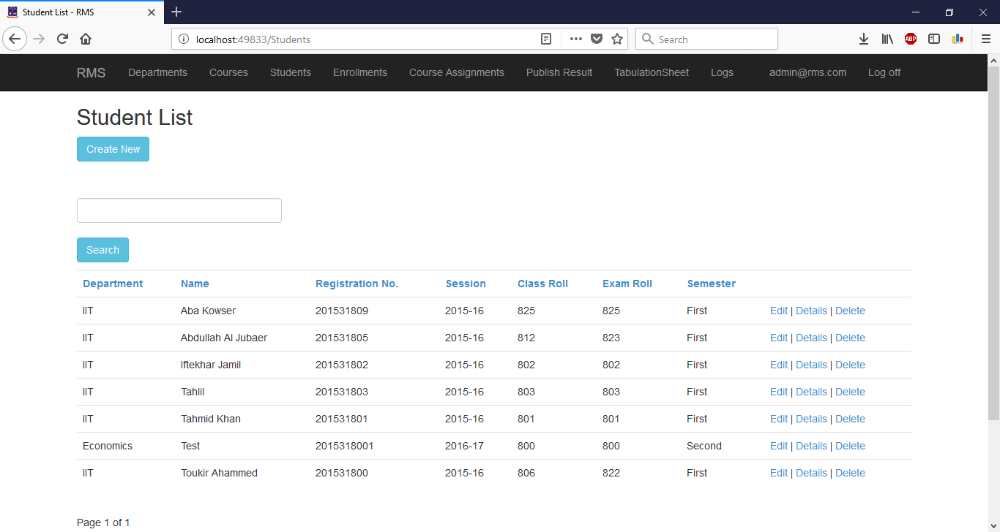 Student List - RMS
localhost:49833/Students
Search
ABP
RMS Departments Courses Students Enrollments Course Assignments Publish Result TabulationSheet Logs admin@rms.com Log off
Student List
Create New
Search
Department Name Registration No. Session Class Roll Exam Roll Semester
IIT Aba Kowser 201531809 2015-16 825 825 First Edit | Details | Delete
IIT Abdullah Al Jubaer 201531805 2015-16 812 823 First Edit | Details | Delete
IIT Iftekhar Jamil 201531802 2015-16 802 802 First Edit | Details | Delete
IIT Tahlil 201531803 2015-16 803 803 First Edit | Details | Delete
IIT Tahmid Khan 201531801 2015-16 801 801 First Edit | Details | Delete
Economics Test 2015318001 2016-17 800 800 Second Edit | Details | Delete
IIT Toukir Ahammed 201531800 2015-16 806 822 First Edit | Details | Delete
Page 1 of 1